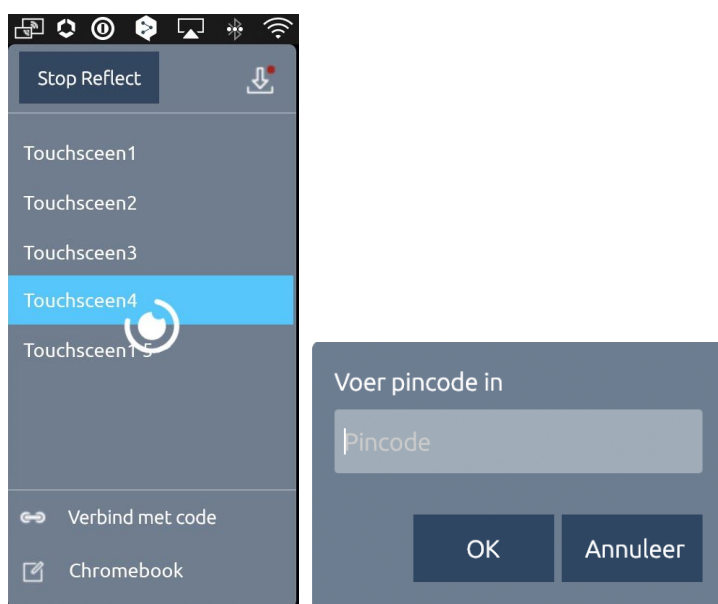 Stop Reflect
Touchsceen1
Touchsceen2
Touchsceen3
Touchsceen4
Touchsceen1-5
Verbind met code
Chromebook
Voer pincode in
Pincode
OK
Annuleer